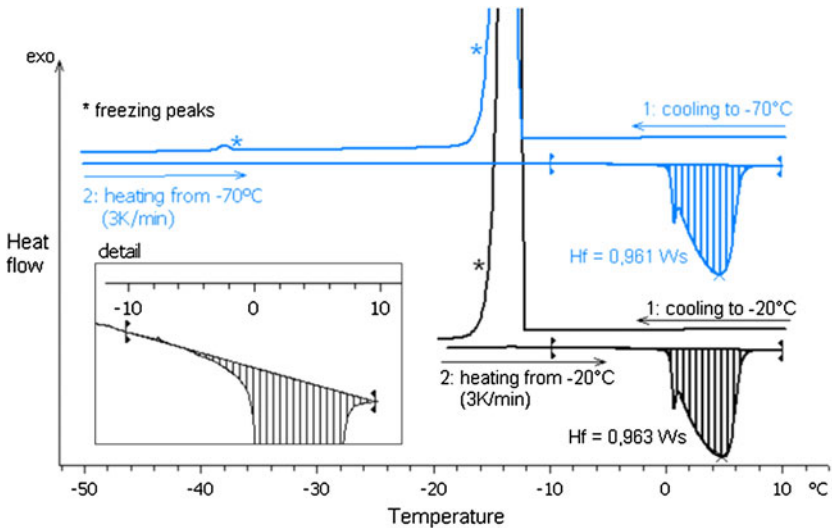 exo
* freezing peaks
*
*
1: cooling to -70°C
2: heating from -70ºC
(3K/min)
Hf = 0,961 Ws
Heat
flow
detail
-10 0 10
*
1: cooling to -20°C
2: heating from -20°C
(3K/min)
Hf = 0,963 Ws
-50 -40 -30 -20 -10 0 10 ºC
Temperature